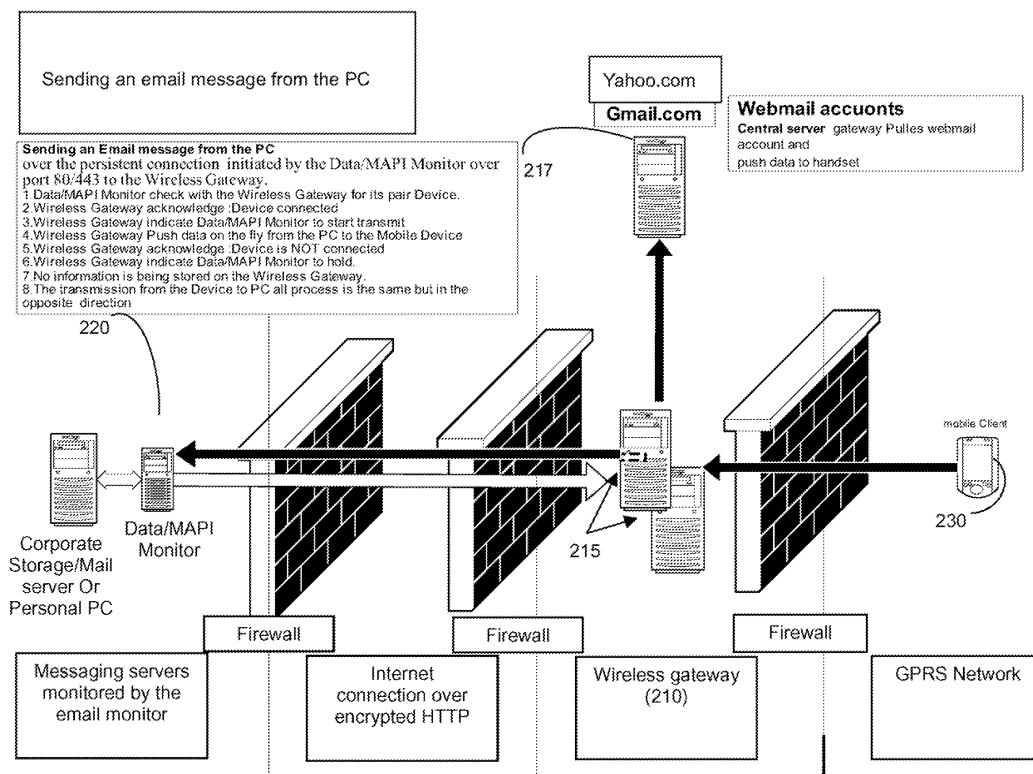 Sending an email message from the PC
Yahoo.com
Gmail.com
Webmail accuonts
Central server gateway Pulles webmail
account and
push data to handset
Sending an Email message from the PC
over the persistent connection initiated by the Data/MAPI Monitor over
port 80/443 to the Wireless Gateway.
1.Data/MAPI Monitor check with the Wireless Gateway for its pair Device.
2.Wireless Gateway acknowledge :Device connected
3.Wireless Gateway indicate Data/MAPI Monitor to start transmit
4.Wireless Gateway Push data on the fly from the PC to the Mobile Device
5.Wireless Gateway acknowledge :Device is NOT connected
6.Wireless Gateway indicate Data/MAPI Monitor to hold.
7.No information is being stored on the Wireless Gateway.
8.The transmission from the Device to PC all process is the same but in the
opposite direction
217
220
mobile Client
230
215
Data/MAPI
Monitor
Corporate
Storage/Mail
server Or
Personal PC
Firewall
Firewall
Firewall
Messaging servers
monitored by the
email monitor
Internet
connection over
encrypted HTTP
Wireless gateway
(210)
GPRS Network